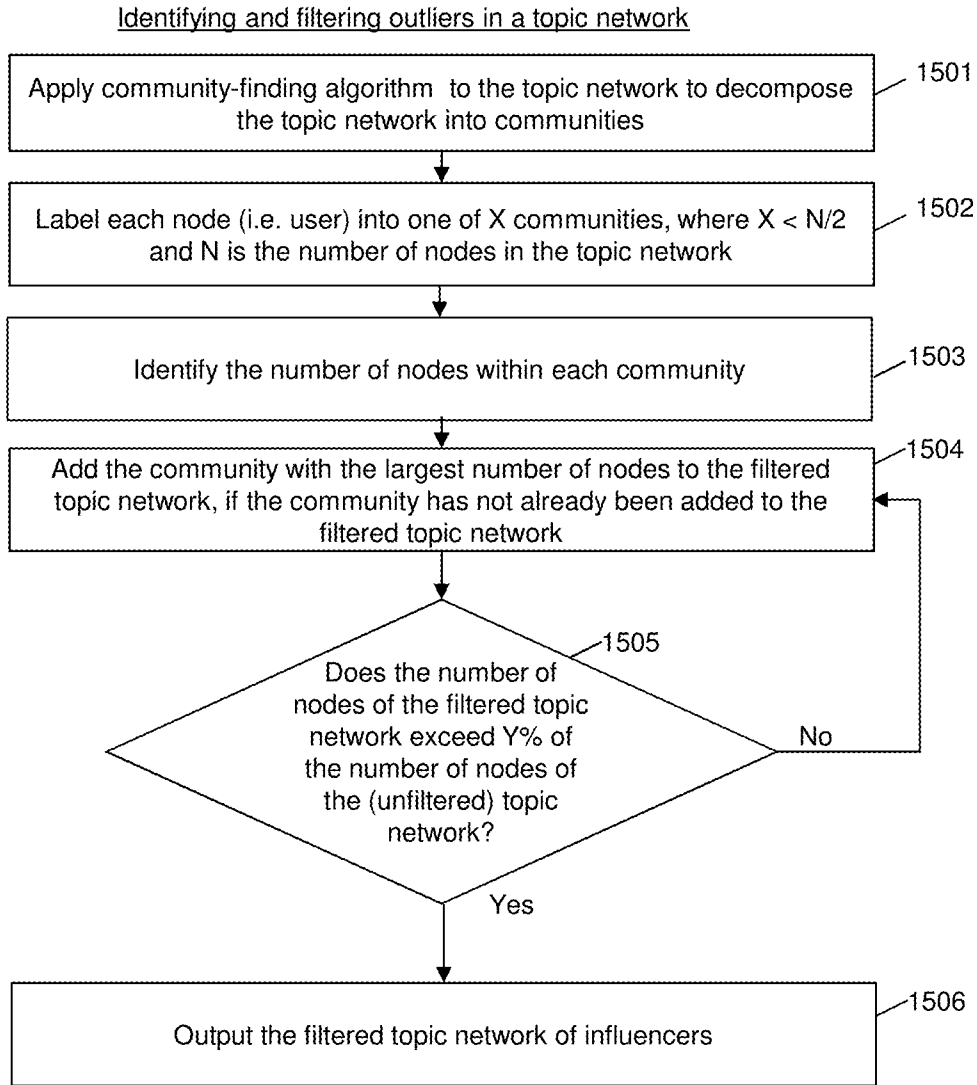 Identifying and filtering outliers in a topic network
1501
Apply community-finding algorithm to the topic network to decompose
the topic network into communities
1502
Label each node (i.e. user) into one of X communities, where X < N/2
and N is the number of nodes in the topic network
1503
Identify the number of nodes within each community
1504
Add the community with the largest number of nodes to the filtered
topic network, if the community has not already been added to the
filtered topic network
1505
Does the number of
nodes of the filtered topic
network exceed Y% of
the number of nodes of
the (unfiltered) topic
network?
No
Yes
1506
Output the filtered topic network of influencers